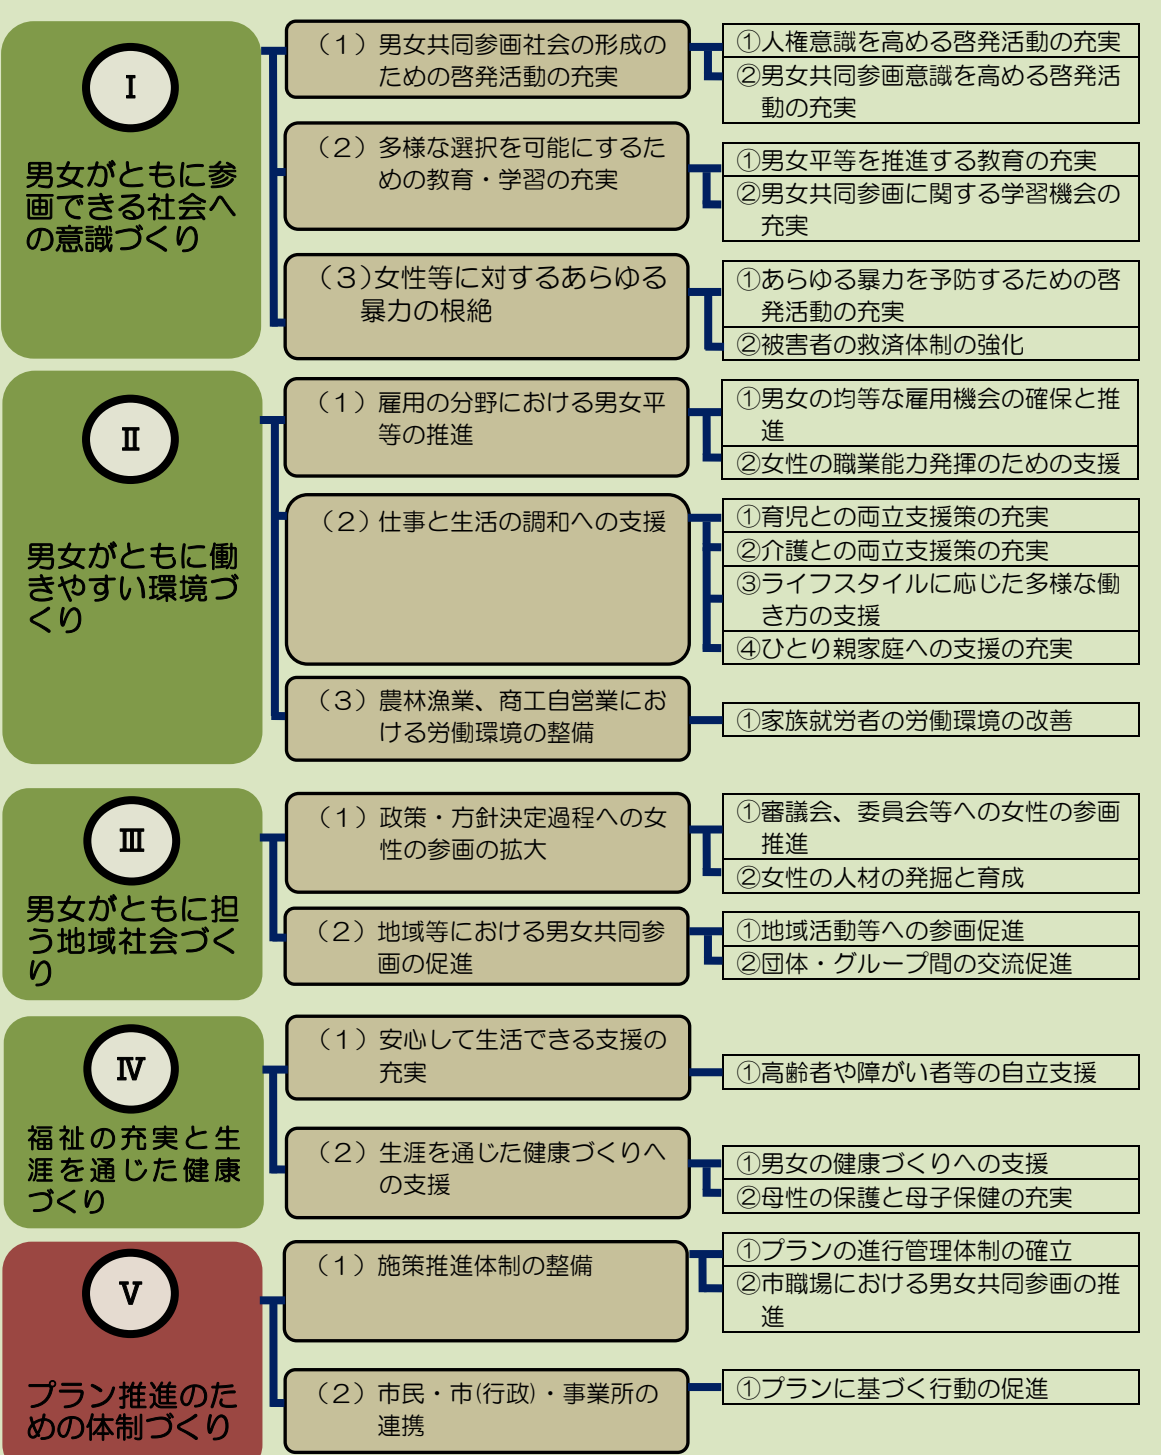 Ⅰ
男女がともに参
画できる社会へ
の意識づくり
（１）男女共同参画社会の形成の
ための啓発活動の充実
①人権意識を高める啓発活動の充実
②男女共同参画意識を高める啓発活
動の充実
（２）多様な選択を可能にするた
めの教育・学習の充実
①男女平等を推進する教育の充実
②男女共同参画に関する学習機会の
充実
（３)女性等に対するあらゆる
暴力の根絶
①あらゆる暴力を予防するための啓
発活動の充実
②被害者の救済体制の強化
Ⅱ
男女がともに働
きやすい環境づ
くり
（１）雇用の分野における男女平
等の推進
①男女の均等な雇用機会の確保と推
進
②女性の職業能力発揮のための支援
（２）仕事と生活の調和への支援
①育児との両立支援策の充実
②介護との両立支援策の充実
③ライフスタイルに応じた多様な働
き方の支援
④ひとり親家庭への支援の充実
（３）農林漁業、商工自営業にお
ける労働環境の整備
①家族就労者の労働環境の改善
Ⅲ
男女がともに担
う地域社会づく
り
（１）政策・方針決定過程への女
性の参画の拡大
①審議会、委員会等への女性の参画
推進
②女性の人材の発掘と育成
（２）地域等における男女共同参
画の促進
①地域活動等への参画促進
②団体・グループ間の交流促進
Ⅳ
福祉の充実と生
涯を通じた健康
づくり
（１）安心して生活できる支援の
充実
①高齢者や障がい者等の自立支援
（２）生涯を通じた健康づくりへ
の支援
①男女の健康づくりへの支援
②母性の保護と母子保健の充実
Ⅴ
プラン推進のた
めの体制づくり
（１）施策推進体制の整備
①プランの進行管理体制の確立
②市職場における男女共同参画の推
進
（２）市民・市(行政)・事業所の
連携
①プランに基づく行動の促進